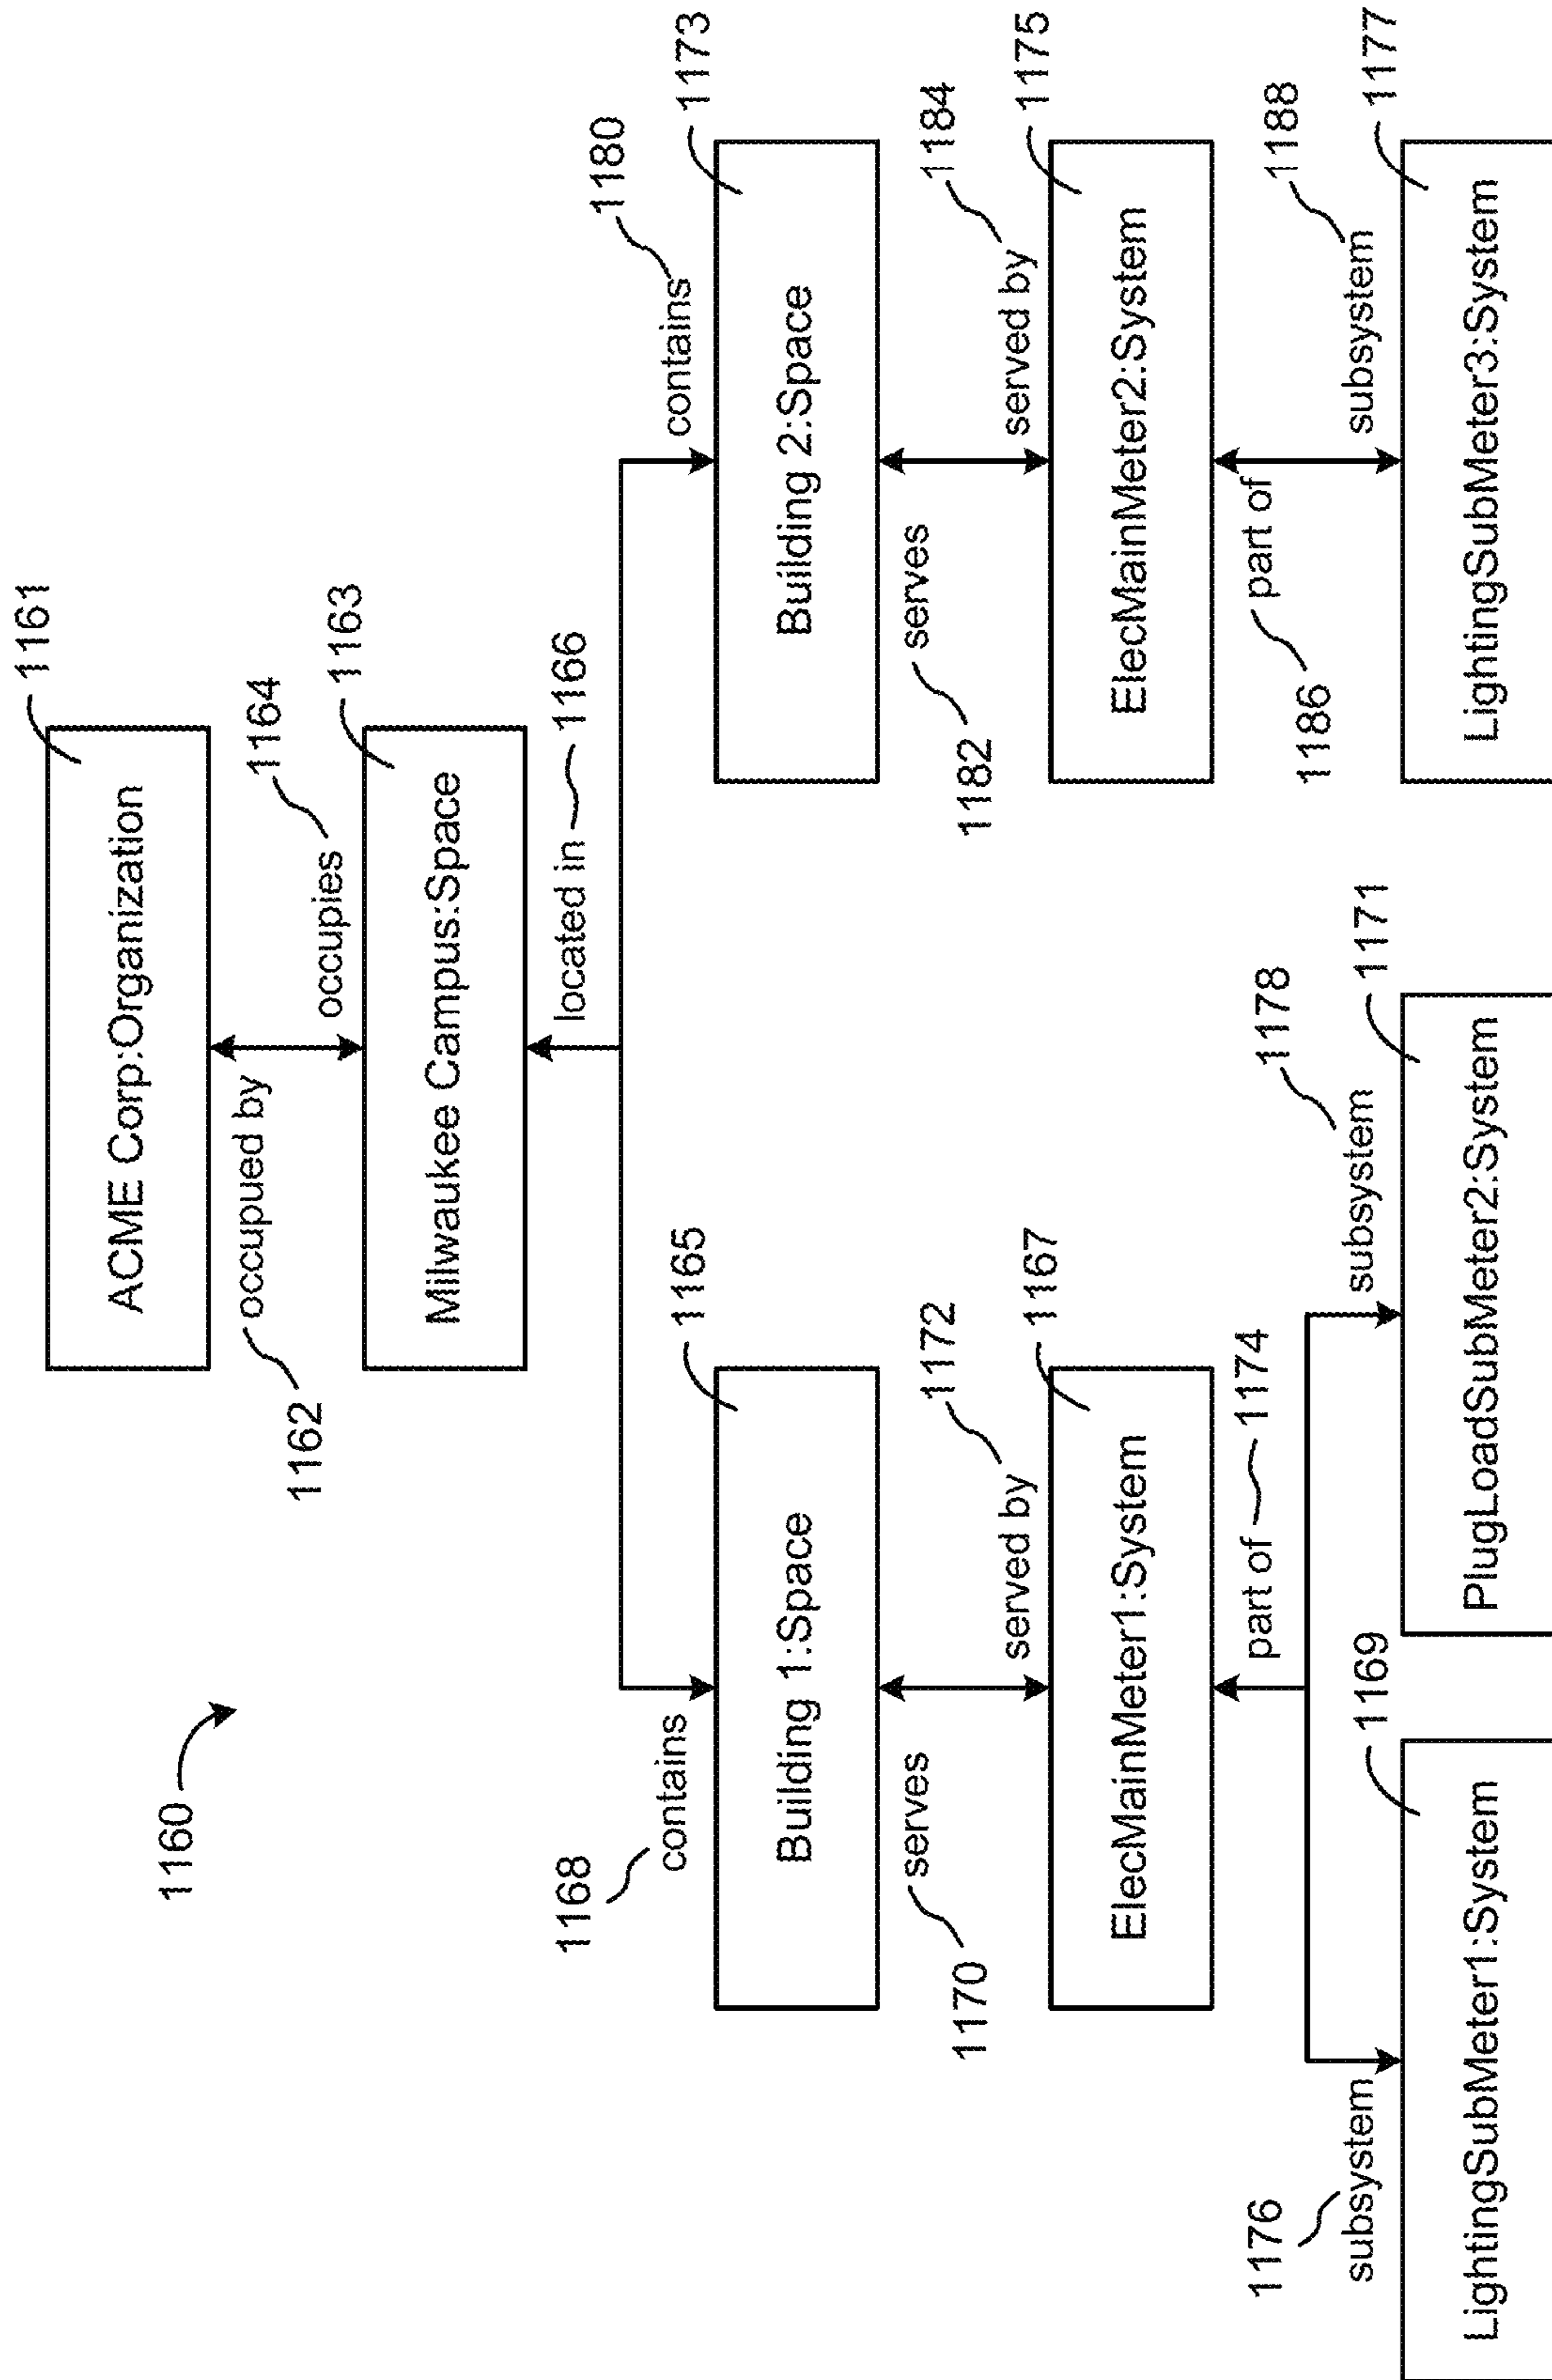 1160
ACME Corp:Organization
1161
1162
occupued by
occupies
1164
Milwaukee Campus:Space
1163
located in
1166
1168
contains
contains
1180
Building 1:Space
1165
Building 2:Space
1173
1170
serves
served by
1172
1182
serves
served by
1184
ElecMainMeter1:System
1167
ElecMainMeter2:System
1175
part of
1174
1186
part of
1176
subsystem
subsystem
1178
subsystem
1188
LightingSubMeter1:System
1169
PlugLoadSubMeter2:System
1171
LightingSubMeter3:System
1177